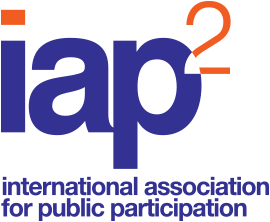 iap2
international association
for public participation